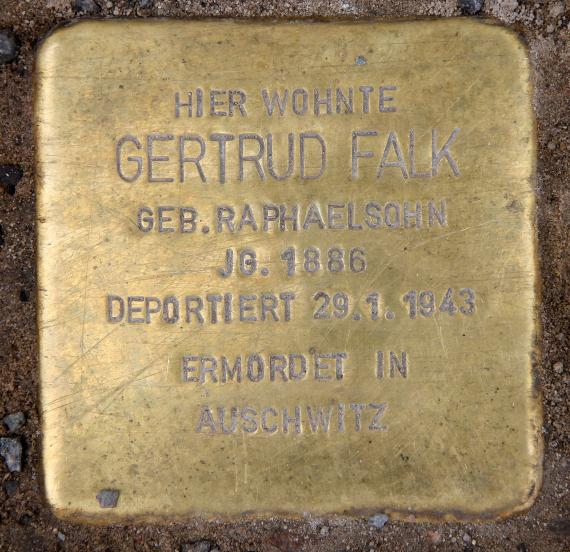 HIER WOHNTE
GERTRUD FALK
GEB. RAPHAELSOHN
JG. 1886
DEPORTIERT 29.1.1943
ERMORDET IN
AUSCHWITZ